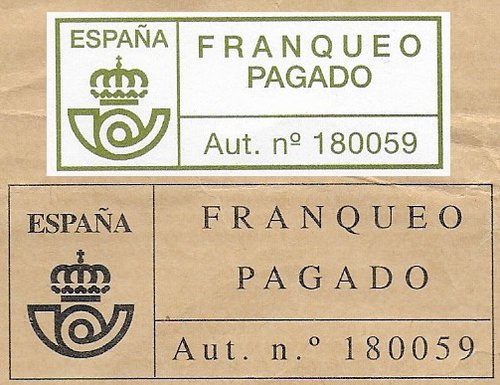 ESPAÑA
FRANQUEO
PAGADO
Aut. nº 180059
ESPAÑA
FRANQUEO
PAGADO
Aut. n.º 180059